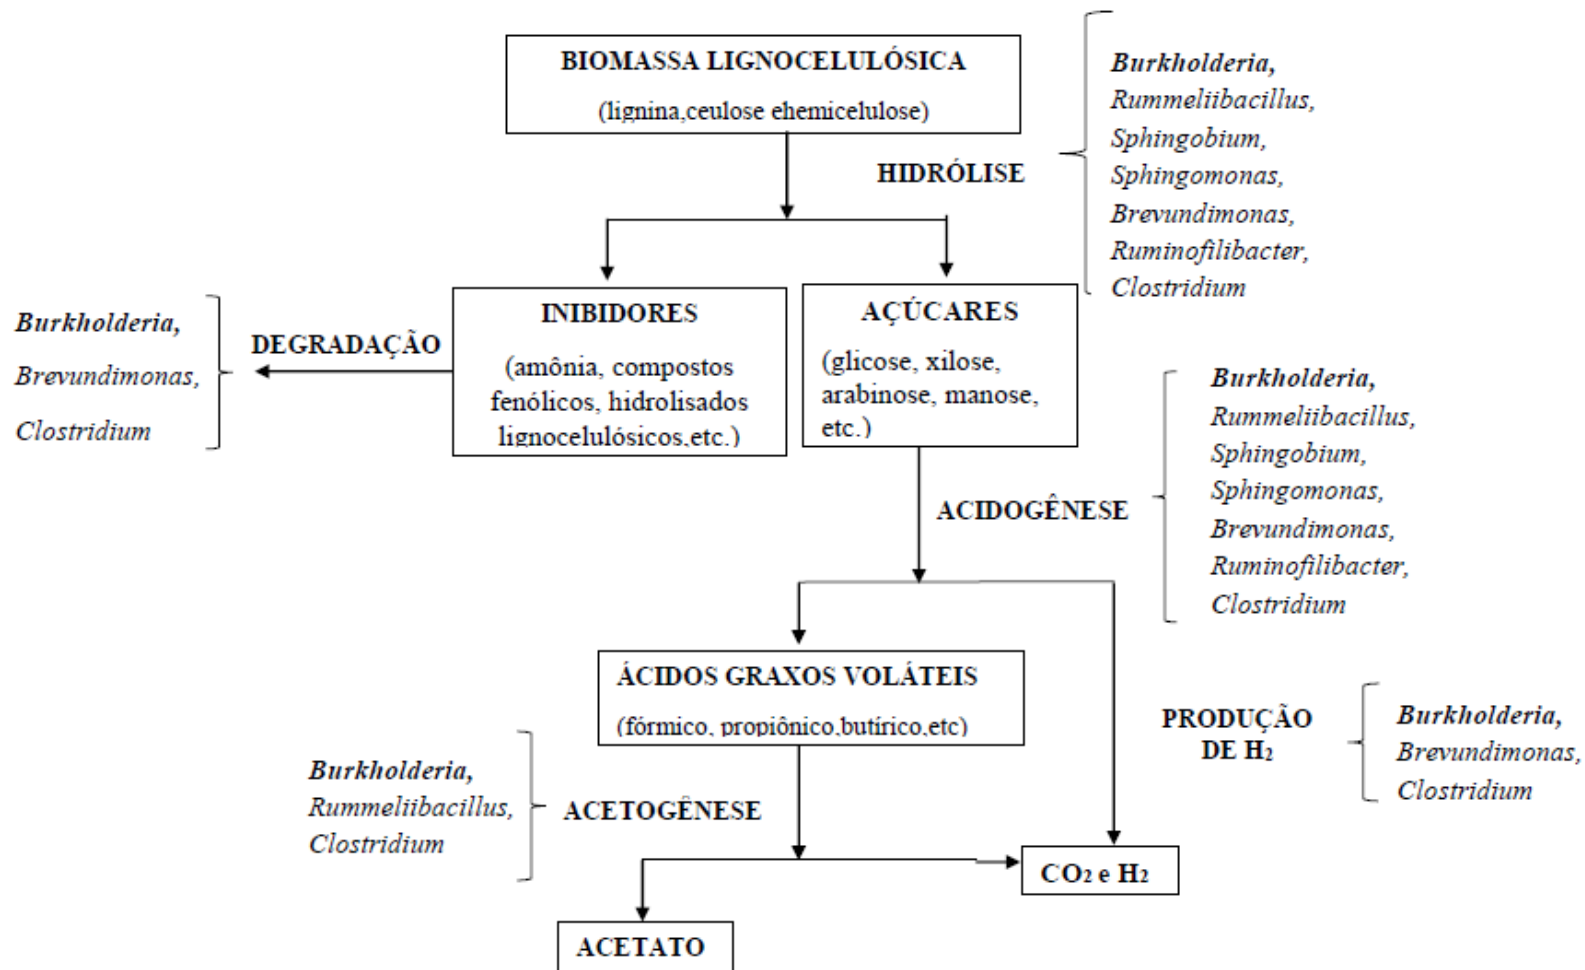 BIOMASSA LIGNOCELULÓSICA
(lignina,ceulose ehemicelulose)
HIDRÓLISE
Burkholderia,
Rummeliibacillus,
Sphingobium,
Sphingomonas,
Brevundimonas,
Ruminofilibacter,
Clostridium
Burkholderia,
Brevundimonas,
Clostridium
DEGRADAÇÃO
INIBIDORES
(amônia, compostos
fenólicos, hidrolisados
lignocelulósicos,etc.)
AÇÚCARES
(glicose, xilose,
arabinose, manose,
etc.)
ACIDOGÊNESE
Burkholderia,
Rummeliibacillus,
Sphingobium,
Sphingomonas,
Brevundimonas,
Ruminofilibacter,
Clostridium
ÁCIDOS GRAXOS VOLÁTEIS
(fórmico, propiônico,butírico,etc)
PRODUÇÃO
DE H2
Burkholderia,
Brevundimonas,
Clostridium
Burkholderia,
Rummeliibacillus,
Clostridium
ACETOGÊNESE
CO2 e H2
ACETATO